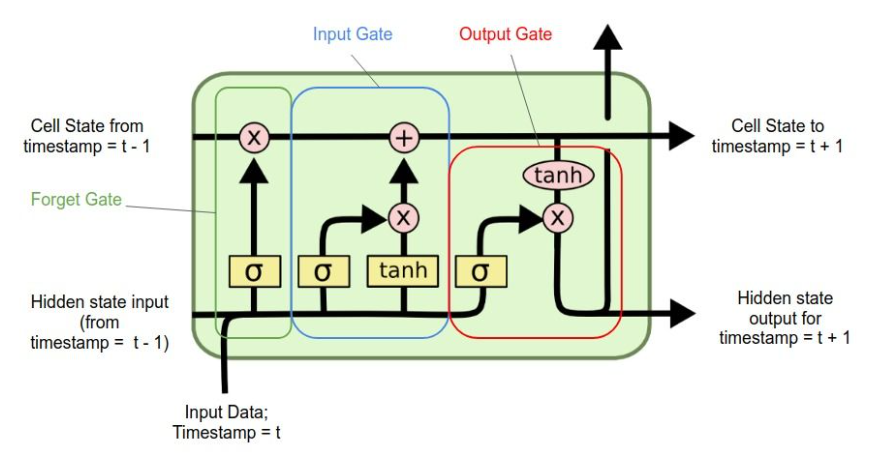 Input Gate
Output Gate
Cell State from
timestamp = t - 1
x
+
Cell State to
timestamp = t + 1
tanh
Forget Gate
x
x
σ
σ
tanh
σ
Hidden state input
(from
timestamp = t - 1)
Hidden state
output for
timestamp = t + 1
Input Data;
Timestamp = t